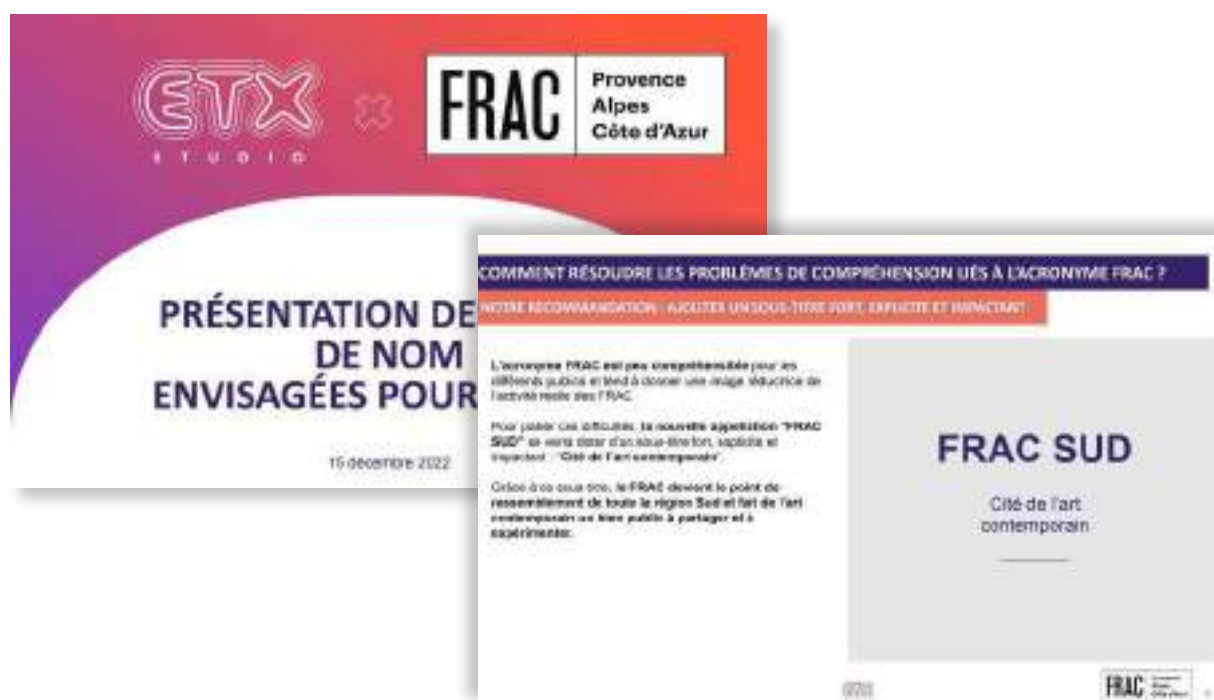 ETX
STUDIO
FRAC
Provence
Alpes
Côte d'Azur
PRÉSENTATION DE
DE NOM
ENVISAGÉES POUR
15 décembre 2022
COMMENT RÉSOUDRE LES PROBLÈMES DE COMPRÉHENSION LIÉS À L'ACRONYME FRAC ?
NOTRE RECOMMANDATION : AJOUTER UN SOUS-TITRE FORT, EXPLICITE ET IMPACTANT
L'acronyme FRAC est peu compréhensible pour les
différents publics et tend à donner une image réductrice de
l'activité réelle des FRAC.
Pour pallier ces difficultés, la nouvelle appellation "FRAC
SUD" se verra doter d'un sous-titre fort, explicite et
impactant : "Cité de l'art contemporain".
Grâce à ce sous-titre, le FRAC devient le point de
rassemblement de toute la région Sud et fait de l'art
contemporain un bien public à partager et à
expérimenter.
FRAC SUD
Cité de l'art
contemporain
ETX
FRAC